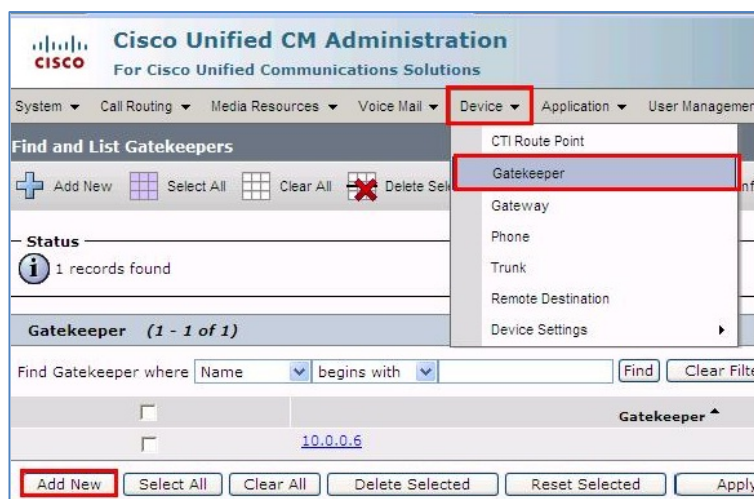 cisco
Cisco Unified CM Administration
For Cisco Unified Communications Solutions
System Call Routing Media Resources Voice Mail Device Application User Managemen
Find and List Gatekeepers
CTI Route Point
Gatekeeper
Gateway
Phone
Trunk
Remote Destination
Device Settings
Add New Select All Clear All Delete Sel
Status
1 records found
Gatekeeper (1 - 1 of 1)
Find Gatekeeper where Name begins with Find Clear Filte
Gatekeeper
10.0.0.6
Add New Select All Clear All Delete Selected Reset Selected Apply